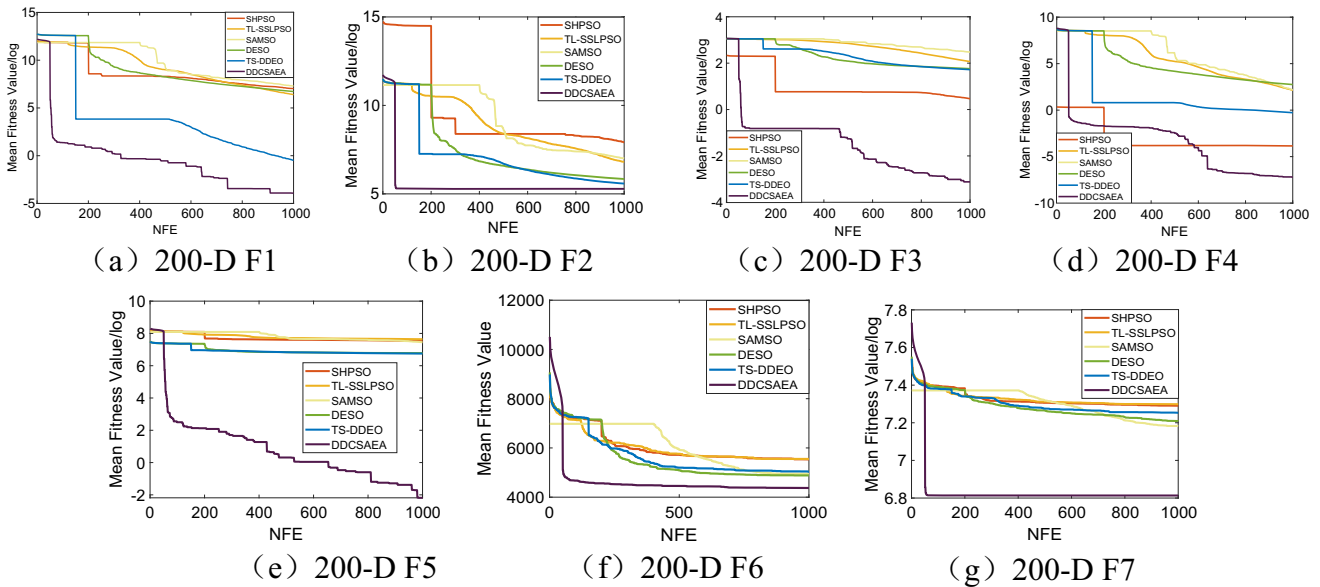 Mean Fitness Value/log
15
10
5
0
-5
0 200 400 600 800 1000
NFE
SHPSO
TL-SSLPSO
SAMSO
DESO
TS-DDEO
DDCSAEA
（a）200-D F1
Mean Fitness Value/log
15
10
5
0 200 400 600 800 1000
NFE
SHPSO
TL-SSLPSO
SAMSO
DESO
TS-DDEO
DDCSAEA
（b）200-D F2
Mean Fitness Value/log
4
2
0
-2
-4
0 200 400 600 800 1000
NFE
SHPSO
TL-SSLPSO
SAMSO
DESO
TS-DDEO
DDCSAEA
（c）200-D F3
Mean Fitness Value/log
10
5
0
-5
-10
0 200 400 600 800 1000
NFE
SHPSO
TL-SSLPSO
SAMSO
DESO
TS-DDEO
DDCSAEA
（d）200-D F4
Mean Fitness Value/log
10
8
6
4
2
0
-2
0 200 400 600 800 1000
NFE
SHPSO
TL-SSLPSO
SAMSO
DESO
TS-DDEO
DDCSAEA
（e）200-D F5
Mean Fitness Value
12000
10000
8000
6000
4000
0 500 1000
NFE
SHPSO
TL-SSLPSO
SAMSO
DESO
TS-DDEO
DDCSAEA
（f）200-D F6
Mean Fitness Value/log
7.8
7.6
7.4
7.2
7
6.8
0 200 400 600 800 1000
NFE
SHPSO
TL-SSLPSO
SAMSO
DESO
TS-DDEO
DDCSAEA
（g）200-D F7